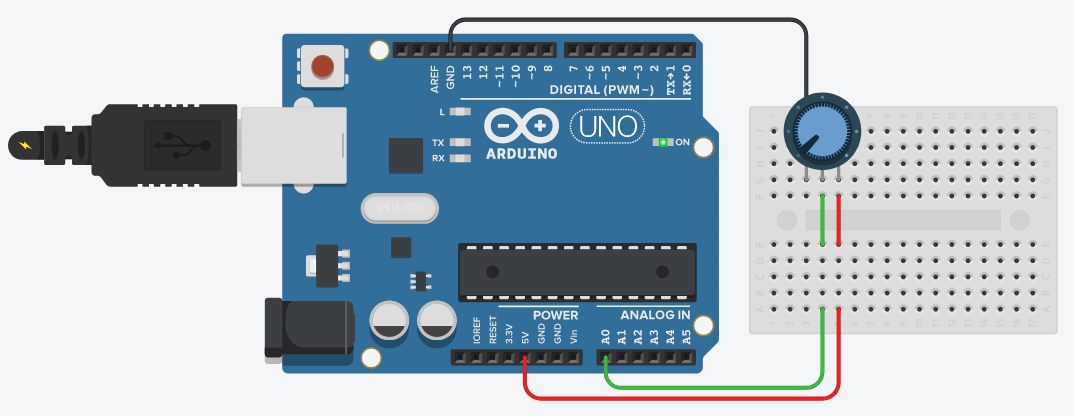 AREF
GND
13
12
~11
~10
~9
8
7
~6
~5
4
~3
2
TX→1
RX←0
DIGITAL (PWM~)
L
TX
RX
UNO
ON
ARDUINO
POWER
ANALOG IN
IOREF
RESET
3.3V
5V
GND
GND
Vin
A0
A1
A2
A3
A4
A5